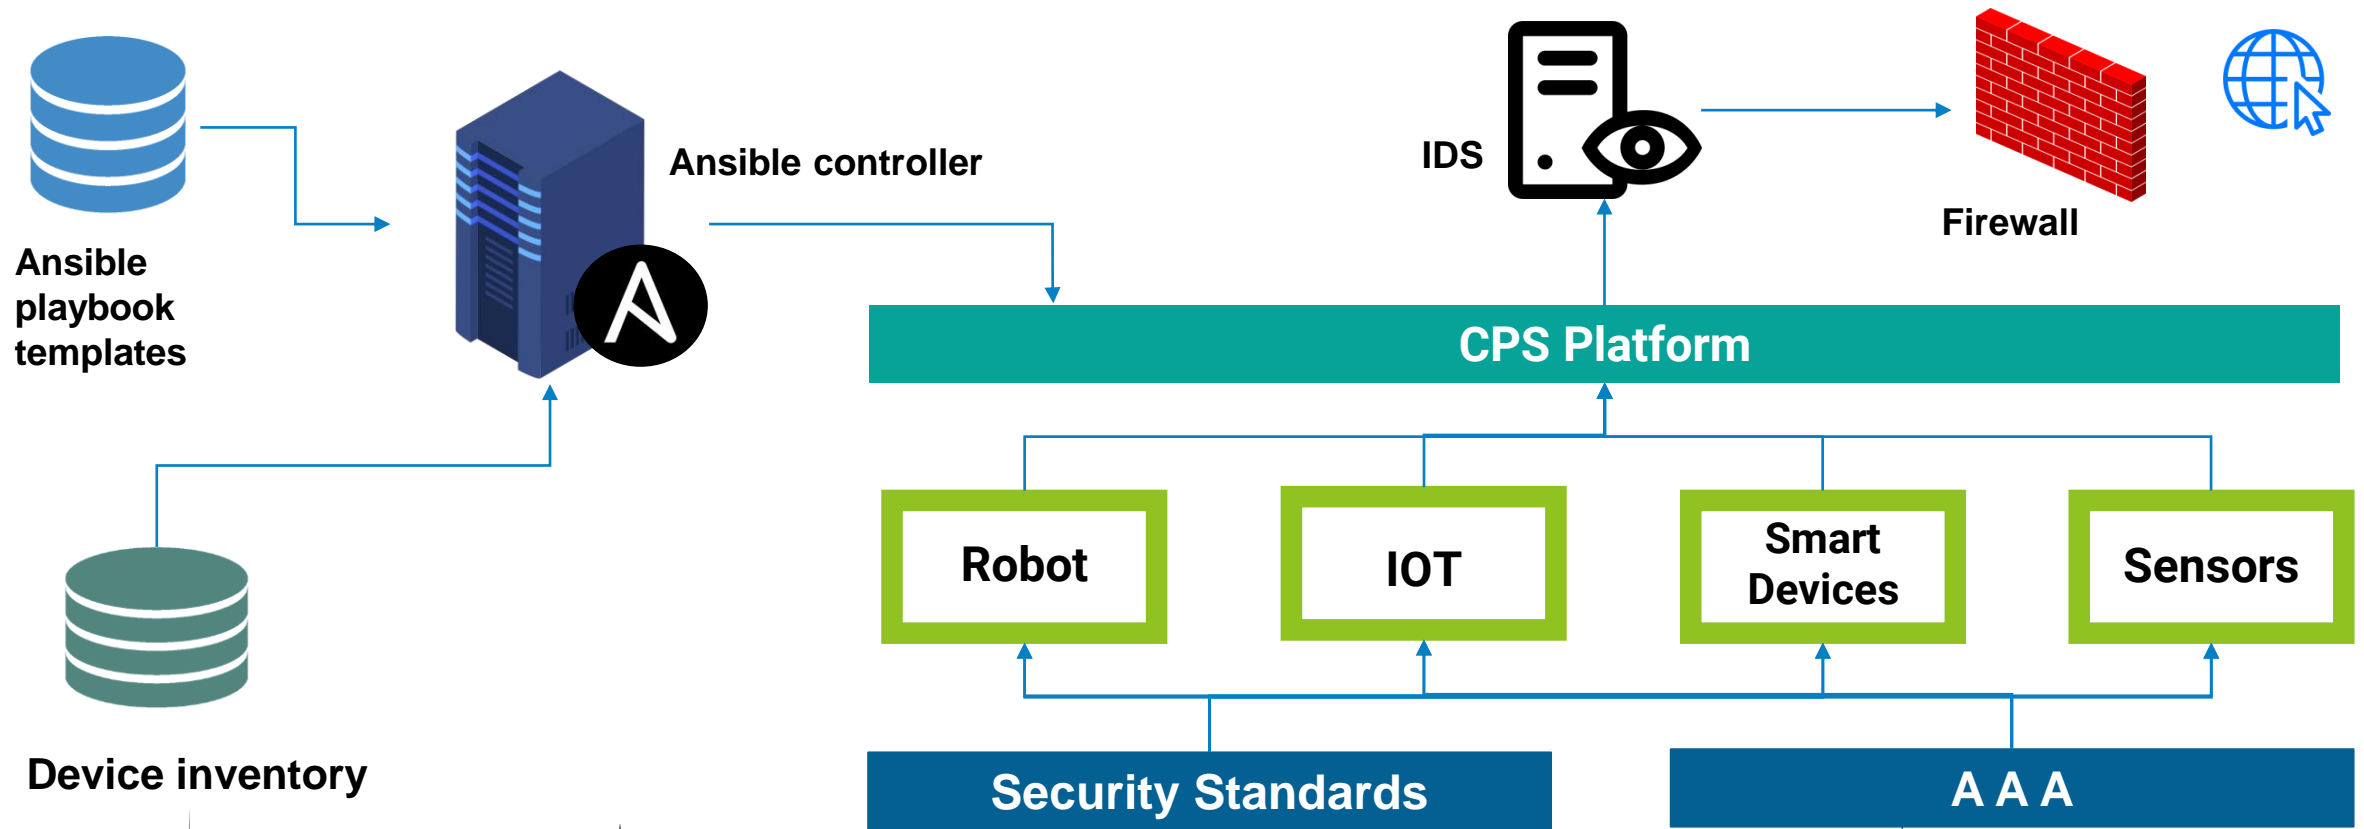 Ansible
playbook
templates
Ansible controller
IDS
Firewall
CPS Platform
Robot
IOT
Smart
Devices
Sensors
Device inventory
Security Standards
A A A